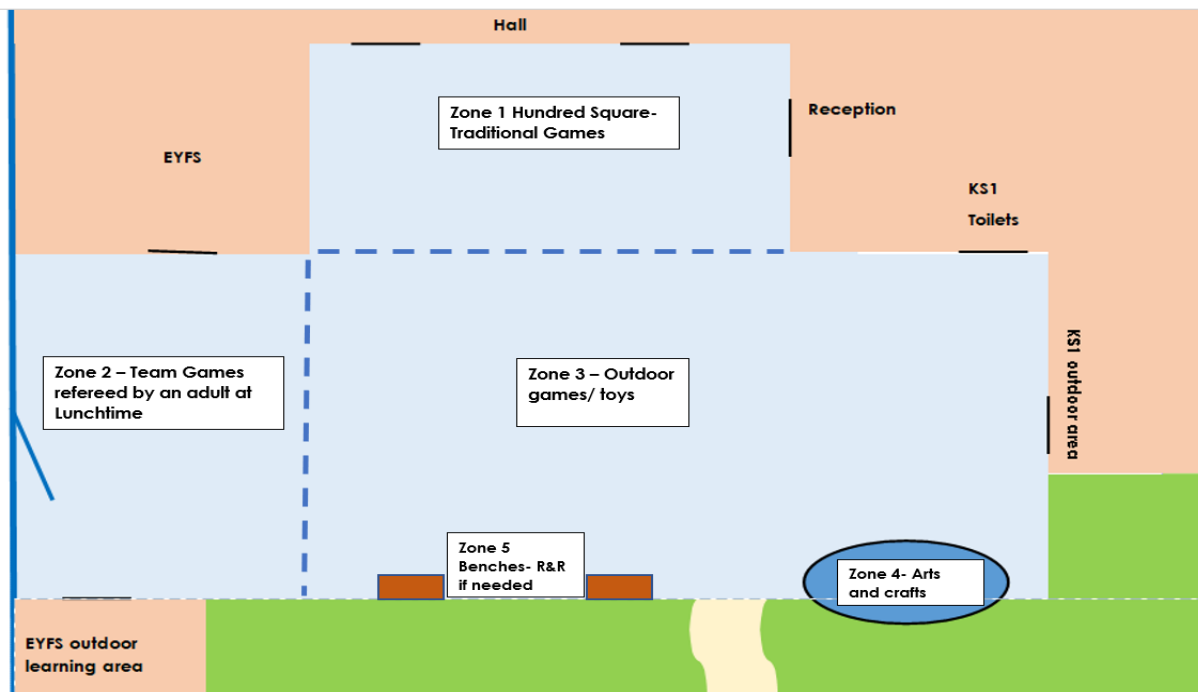 Hall
Zone 1 Hundred Square-
Traditional Games
Reception
EYFS
KS1
Toilets
Zone 2 – Team Games
refereed by an adult at
Lunchtime
Zone 3 – Outdoor
games/ toys
KS1 outdoor area
Zone 5
Benches- R&R
if needed
Zone 4- Arts
and crafts
EYFS outdoor
learning area